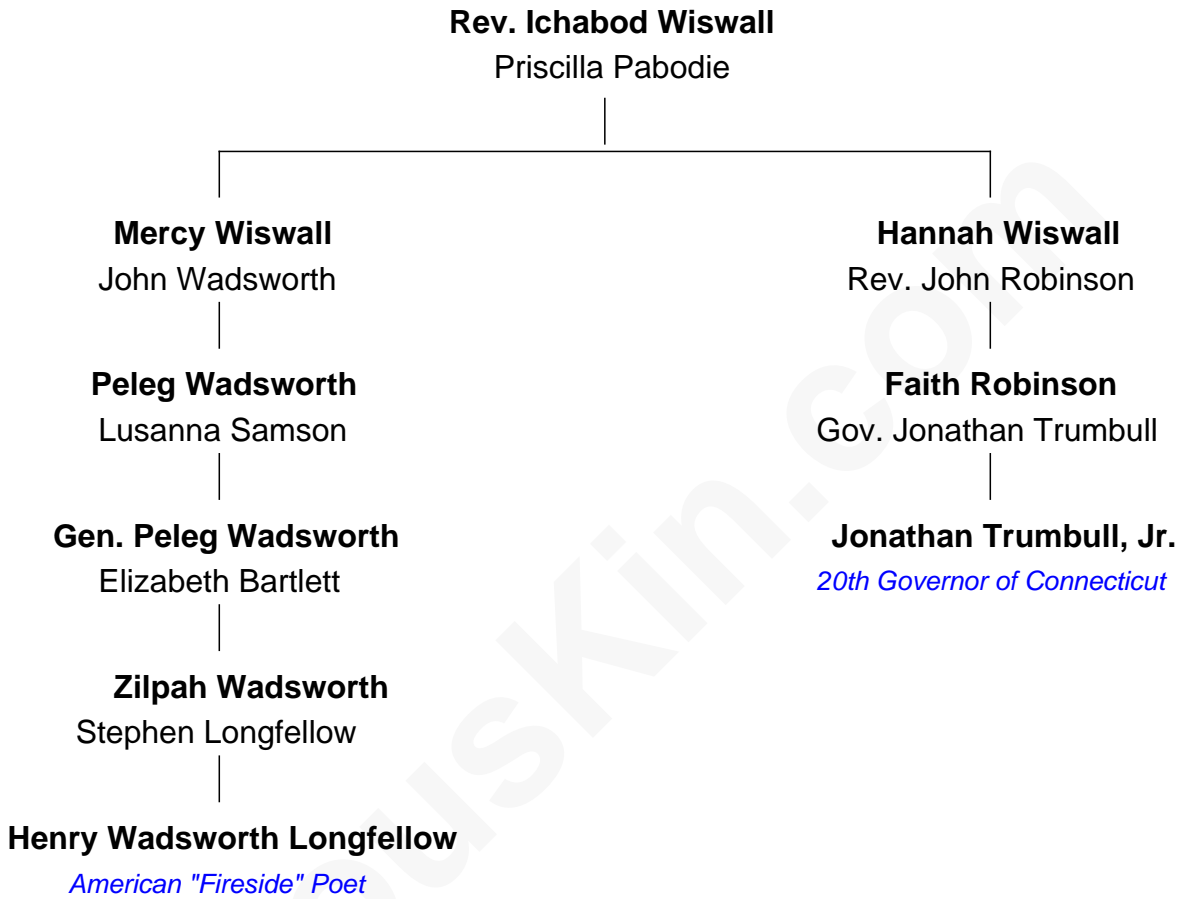 Rev. Ichabod Wiswall
Priscilla Pabodie
Mercy Wiswall
John Wadsworth
Hannah Wiswall
Rev. John Robinson
Peleg Wadsworth
Lusanna Samson
Faith Robinson
Gov. Jonathan Trumbull
Gen. Peleg Wadsworth
Elizabeth Bartlett
Jonathan Trumbull, Jr.
20th Governor of Connecticut
Zilpah Wadsworth
Stephen Longfellow
Henry Wadsworth Longfellow
American "Fireside" Poet
ousKin.com